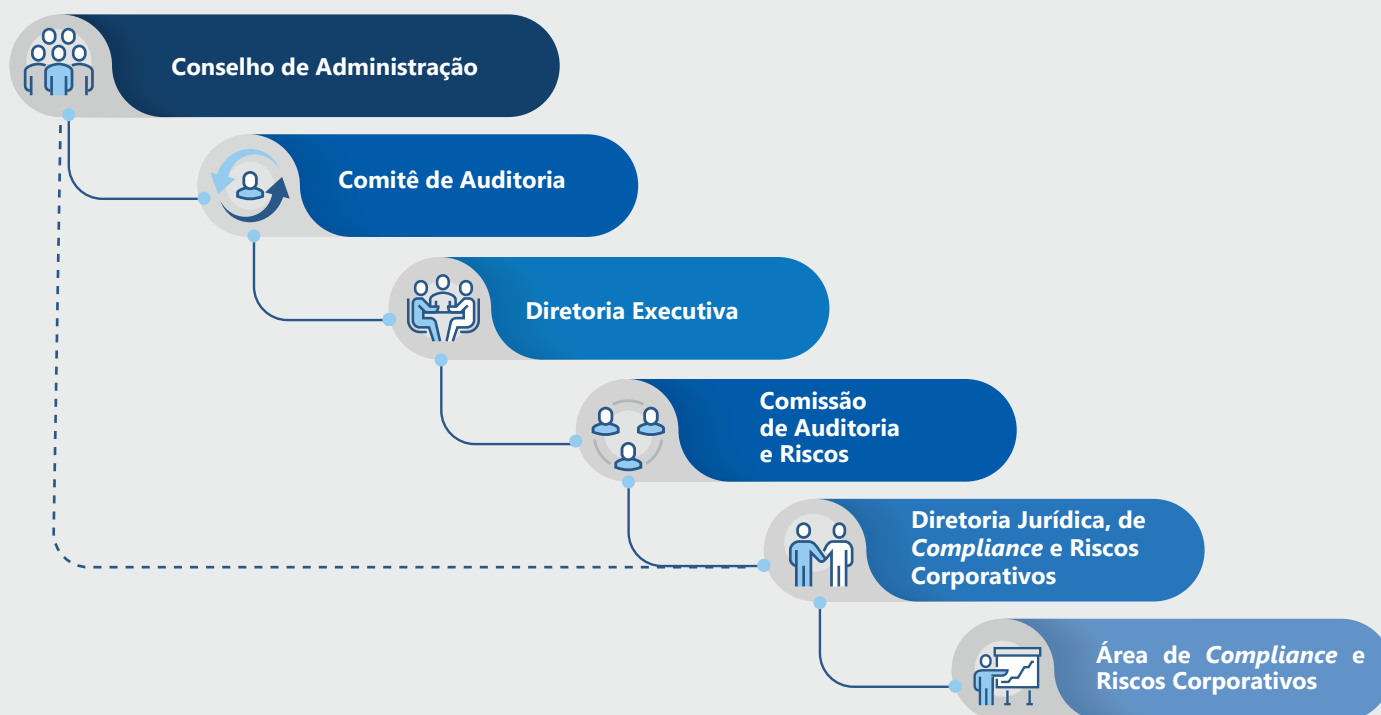 Conselho de Administração
Comitê de Auditoria
Diretoria Executiva
Comissão
de Auditoria
e Riscos
Diretoria Jurídica, de
Compliance e Riscos
Corporativos
Área de Compliance e
Riscos Corporativos